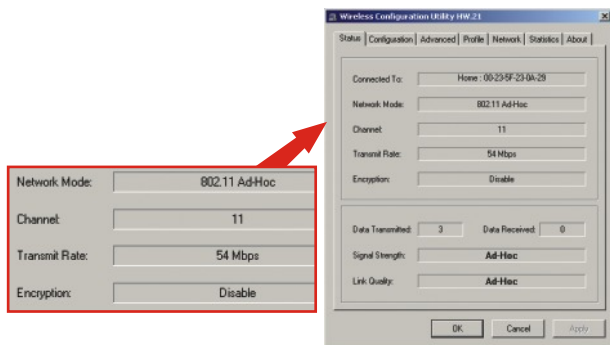 Wireless Configuration Utility HW.21
Status Configuration Advanced Profile Network Statistics About
Connected To: Home : 00-23-5F-23-0A-29
Network Mode: 802.11 Ad-Hoc
Channel: 11
Transmit Rate: 54 Mbps
Encryption: Disable
Data Transmitted: 3 Data Received: 0
Signal Strength: Ad-Hoc
Link Quality: Ad-Hoc
OK Cancel Apply
Network Mode: 802.11 Ad-Hoc
Channel: 11
Transmit Rate: 54 Mbps
Encryption: Disable